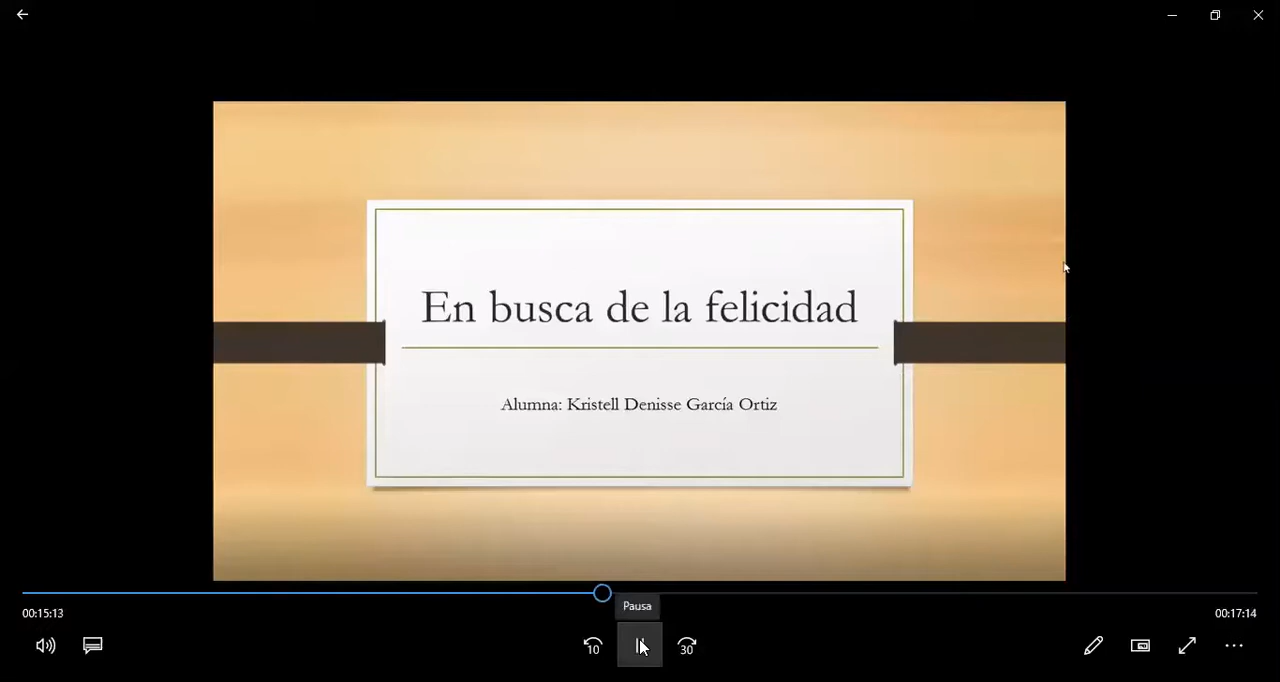 En busca de la felicidad
Alumna: Kristell Denisse García Ortiz
00:15:13
Pausa
00:17:14
10
30